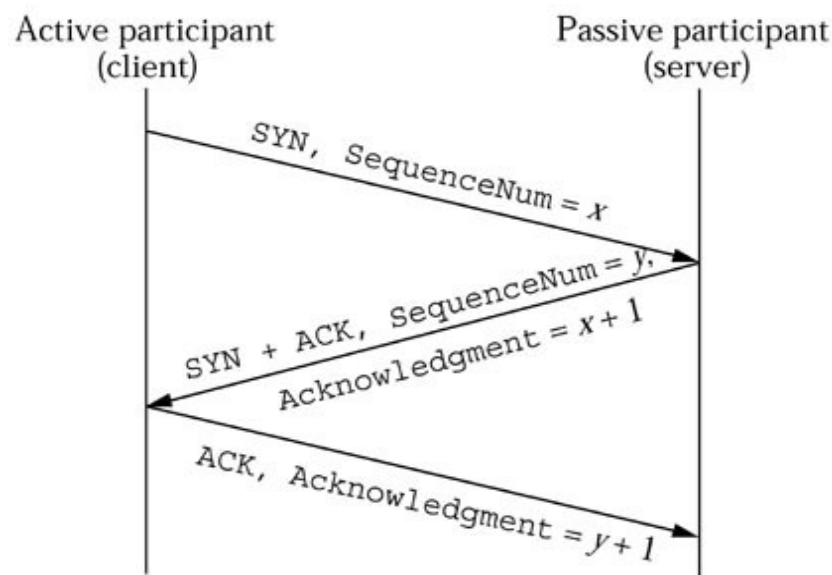 Active participant
(client)
Passive participant
(server)
SYN, SequenceNum = x
SYN + ACK, SequenceNum = y,
Acknowledgment = x + 1
ACK, Acknowledgment = y + 1